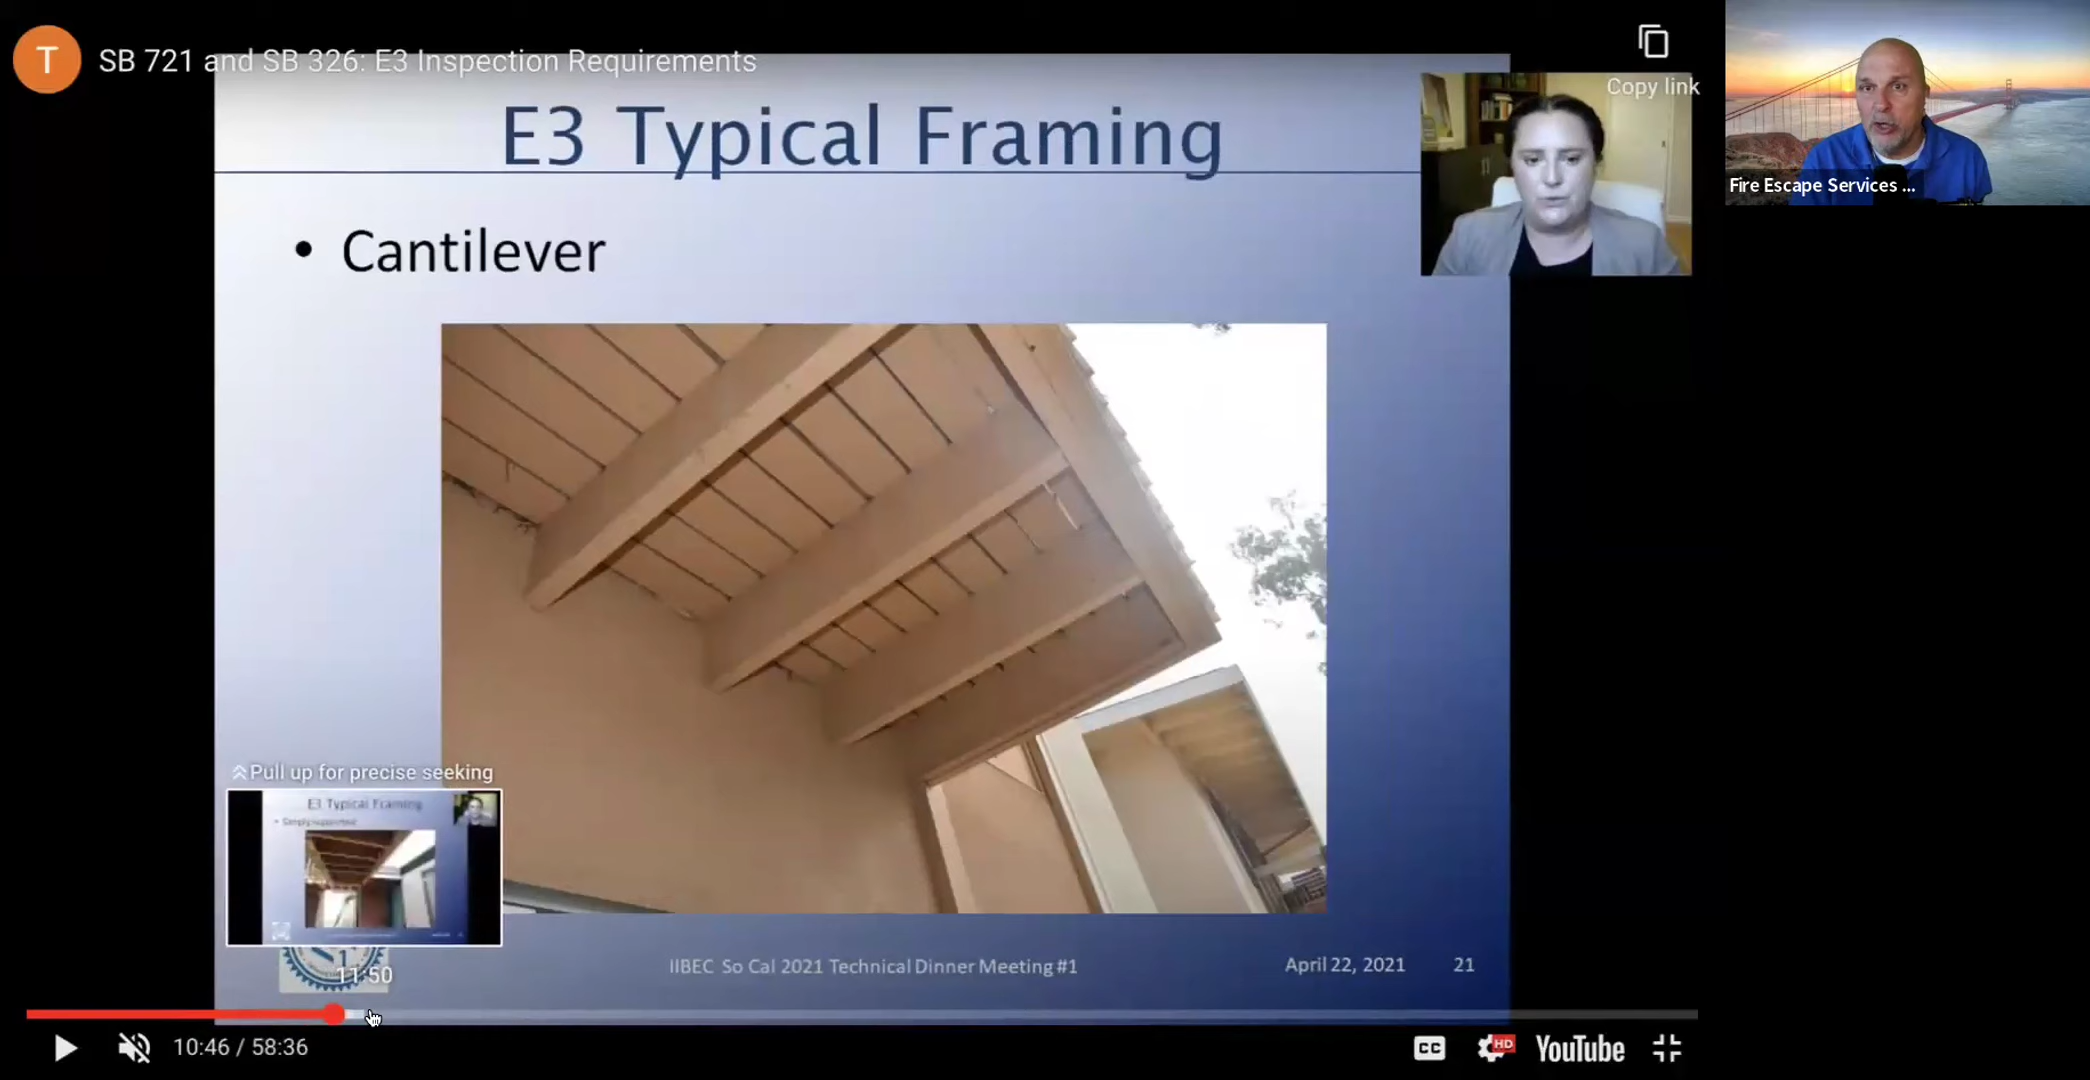 T
SB 721 and SB 326: E3 Inspection Requirements
Copy link
Fire Escape Services ...
E3 Typical Framing
• Cantilever
Pull up for precise seeking
E3 Typical Framing
• Simply supported
1
11:50
IIBEC So Cal 2021 Technical Dinner Meeting #1
April 22, 2021
21
10:46 / 58:36
CC
HD
YouTube